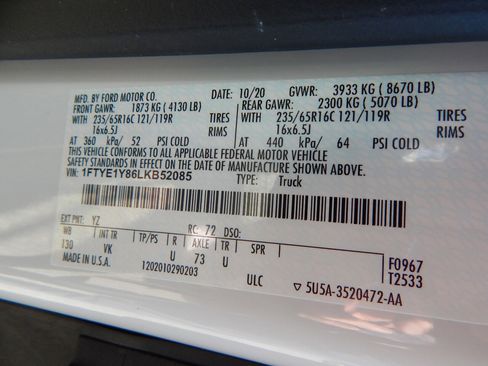 MFD. BY FORD MOTOR CO. 10/20 GVWR: 3933 KG ( 8670 LB)
FRONT GAWR: 1873 KG ( 4130 LB) REAR GAWR: 2300 KG ( 5070 LB)
WITH 235/65R16C 121/119R TIRES WITH 235/65R16C 121/119R TIRES
16x6.5J RIMS 16x6.5J RIMS
AT 360 kPa/ 52 PSI COLD AT 440 kPa/ 64 PSI COLD
THIS VEHICLE CONFORMS TO ALL APPLICABLE FEDERAL MOTOR VEHICLE
SAFETY STANDARDS IN EFFECT ON THE DATE OF MANUFACTURE SHOWN ABOVE.
VIN: 1FTYE1Y86LKB52085 TYPE: Truck
EXT PNT: YZ RC: 72 DSO:
WB INT TR TP/PS R AXLE TR SPR
130 VK U 73 U F0967
MADE IN U.S.A. 1202010290203 T2533
ULC ▽ 5U5A-3520472-AA